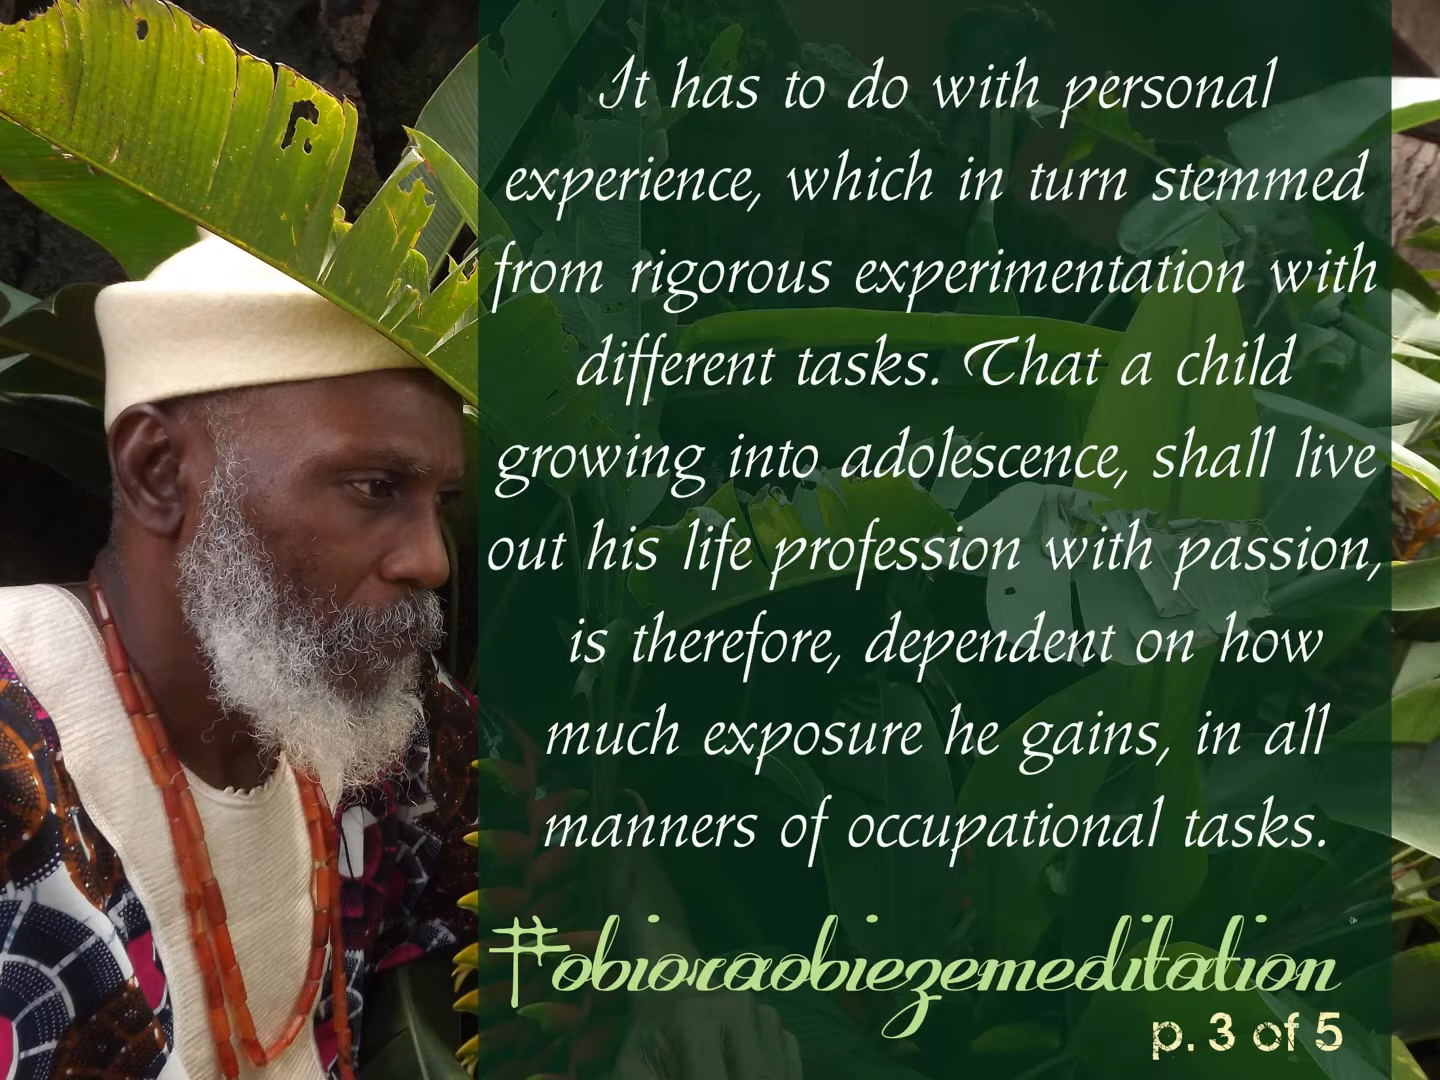 It has to do with personal
experience, which in turn stemmed
from rigorous experimentation with
different tasks. That a child
growing into adolescence, shall live
out his life profession with passion,
is therefore, dependent on how
much exposure he gains, in all
manners of occupational tasks.
#obioraobiezemeditation
p. 3 of 5